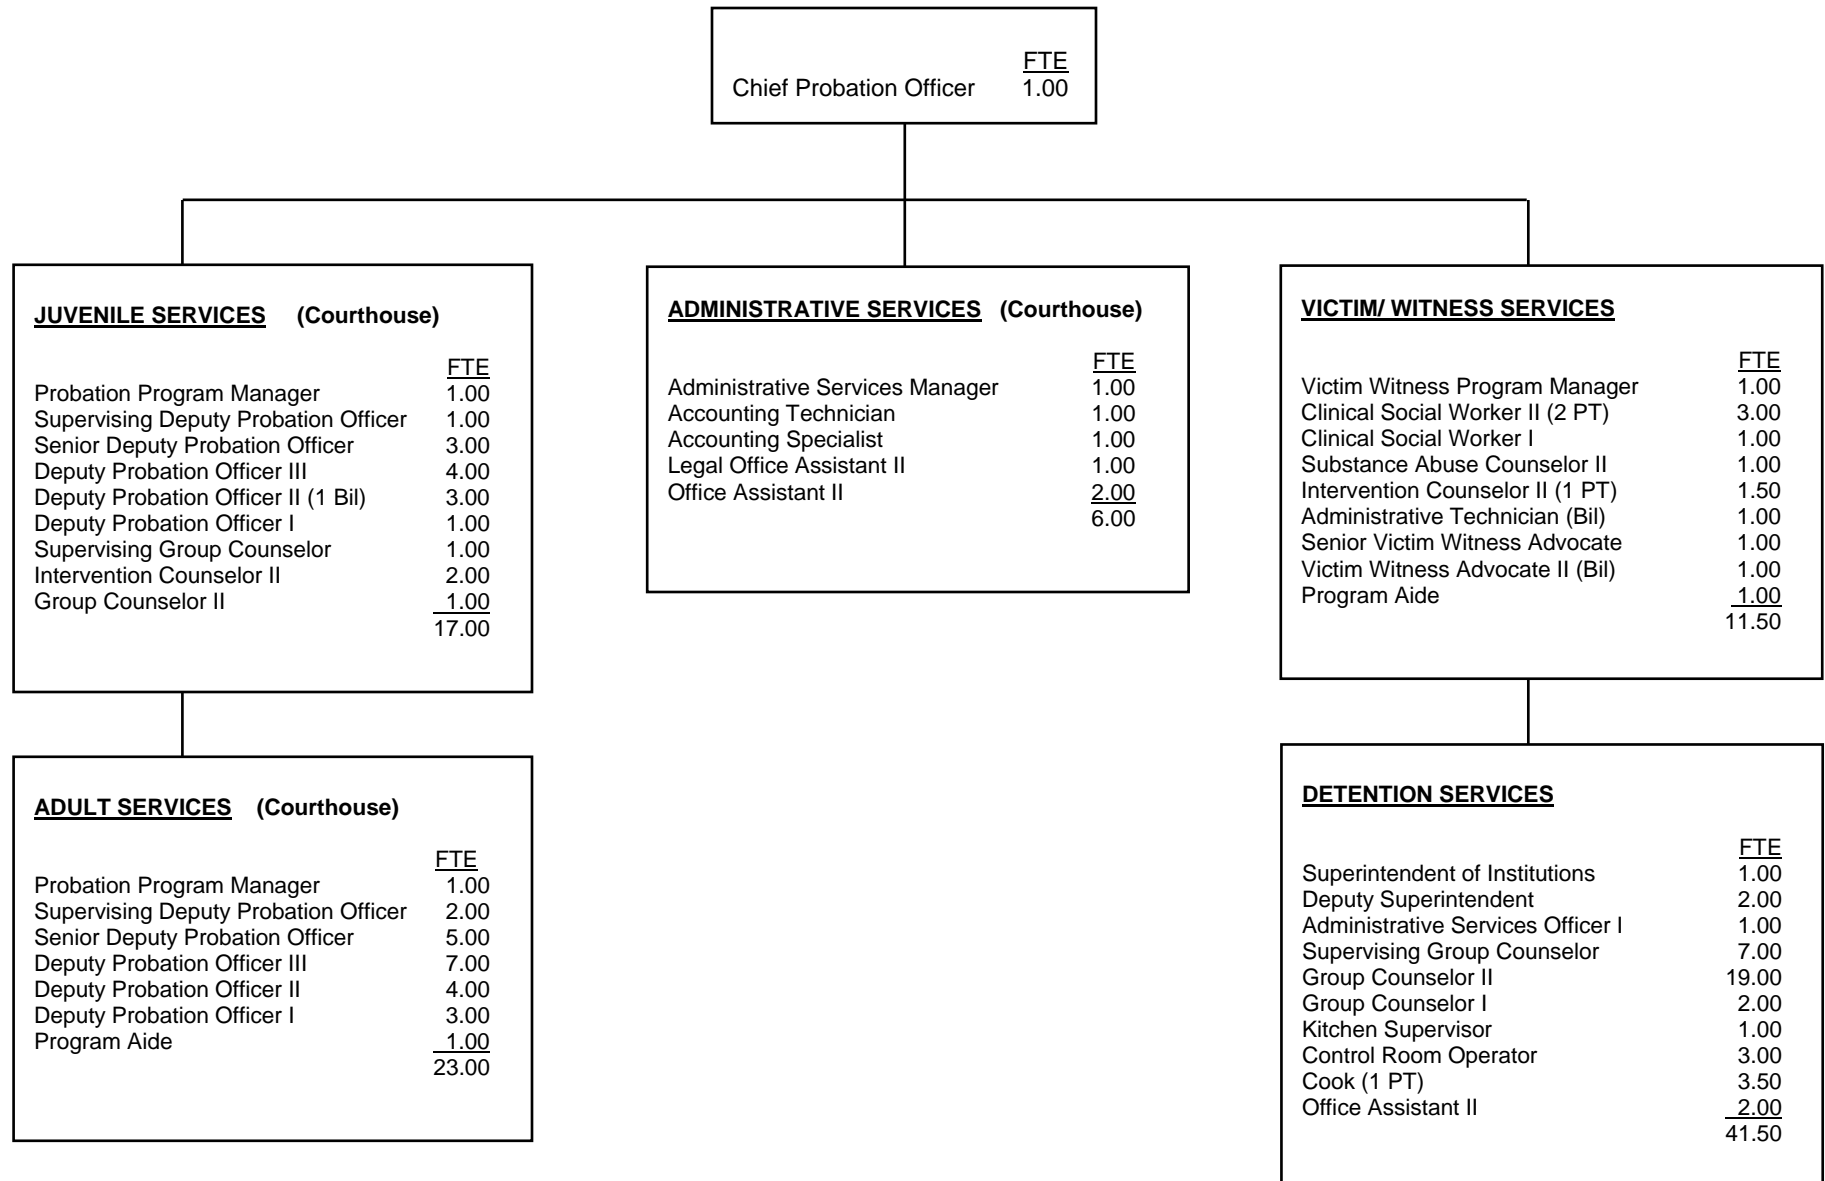 FTE
Chief Probation Officer 1.00
JUVENILE SERVICES (Courthouse)
FTE
Probation Program Manager 1.00
Supervising Deputy Probation Officer 1.00
Senior Deputy Probation Officer 3.00
Deputy Probation Officer III 4.00
Deputy Probation Officer II (1 Bil) 3.00
Deputy Probation Officer I 1.00
Supervising Group Counselor 1.00
Intervention Counselor II 2.00
Group Counselor II 1.00
17.00
ADMINISTRATIVE SERVICES (Courthouse)
FTE
Administrative Services Manager 1.00
Accounting Technician 1.00
Accounting Specialist 1.00
Legal Office Assistant II 1.00
Office Assistant II 2.00
6.00
VICTIM/ WITNESS SERVICES
FTE
Victim Witness Program Manager 1.00
Clinical Social Worker II (2 PT) 3.00
Clinical Social Worker I 1.00
Substance Abuse Counselor II 1.00
Intervention Counselor II (1 PT) 1.50
Administrative Technician (Bil) 1.00
Senior Victim Witness Advocate 1.00
Victim Witness Advocate II (Bil) 1.00
Program Aide 1.00
11.50
ADULT SERVICES (Courthouse)
FTE
Probation Program Manager 1.00
Supervising Deputy Probation Officer 2.00
Senior Deputy Probation Officer 5.00
Deputy Probation Officer III 7.00
Deputy Probation Officer II 4.00
Deputy Probation Officer I 3.00
Program Aide 1.00
23.00
DETENTION SERVICES
FTE
Superintendent of Institutions 1.00
Deputy Superintendent 2.00
Administrative Services Officer I 1.00
Supervising Group Counselor 7.00
Group Counselor II 19.00
Group Counselor I 2.00
Kitchen Supervisor 1.00
Control Room Operator 3.00
Cook (1 PT) 3.50
Office Assistant II 2.00
41.50